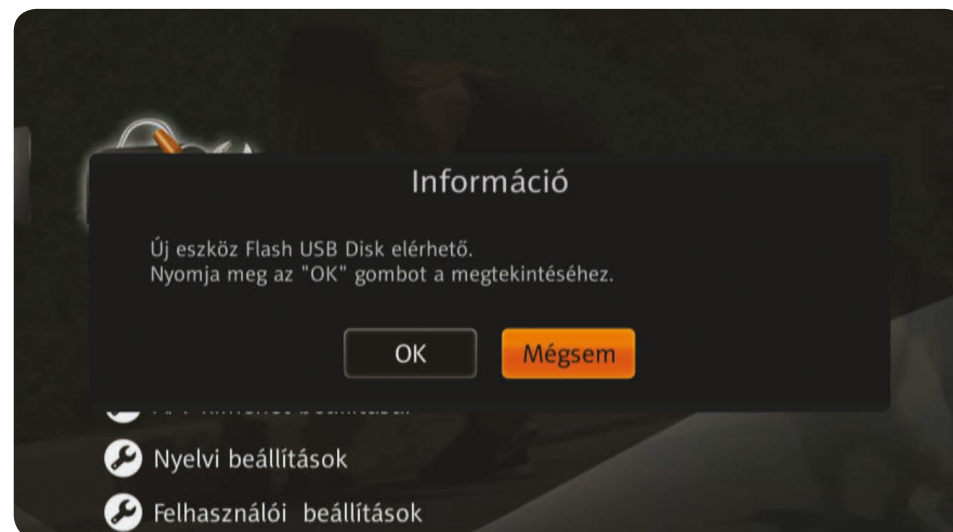 Információ
Új eszköz Flash USB Disk elérhető.
Nyomja meg az "OK" gombot a megtekintéséhez.
OK
Mégsem
Nyelvi beállítások
Felhasználói beállítások